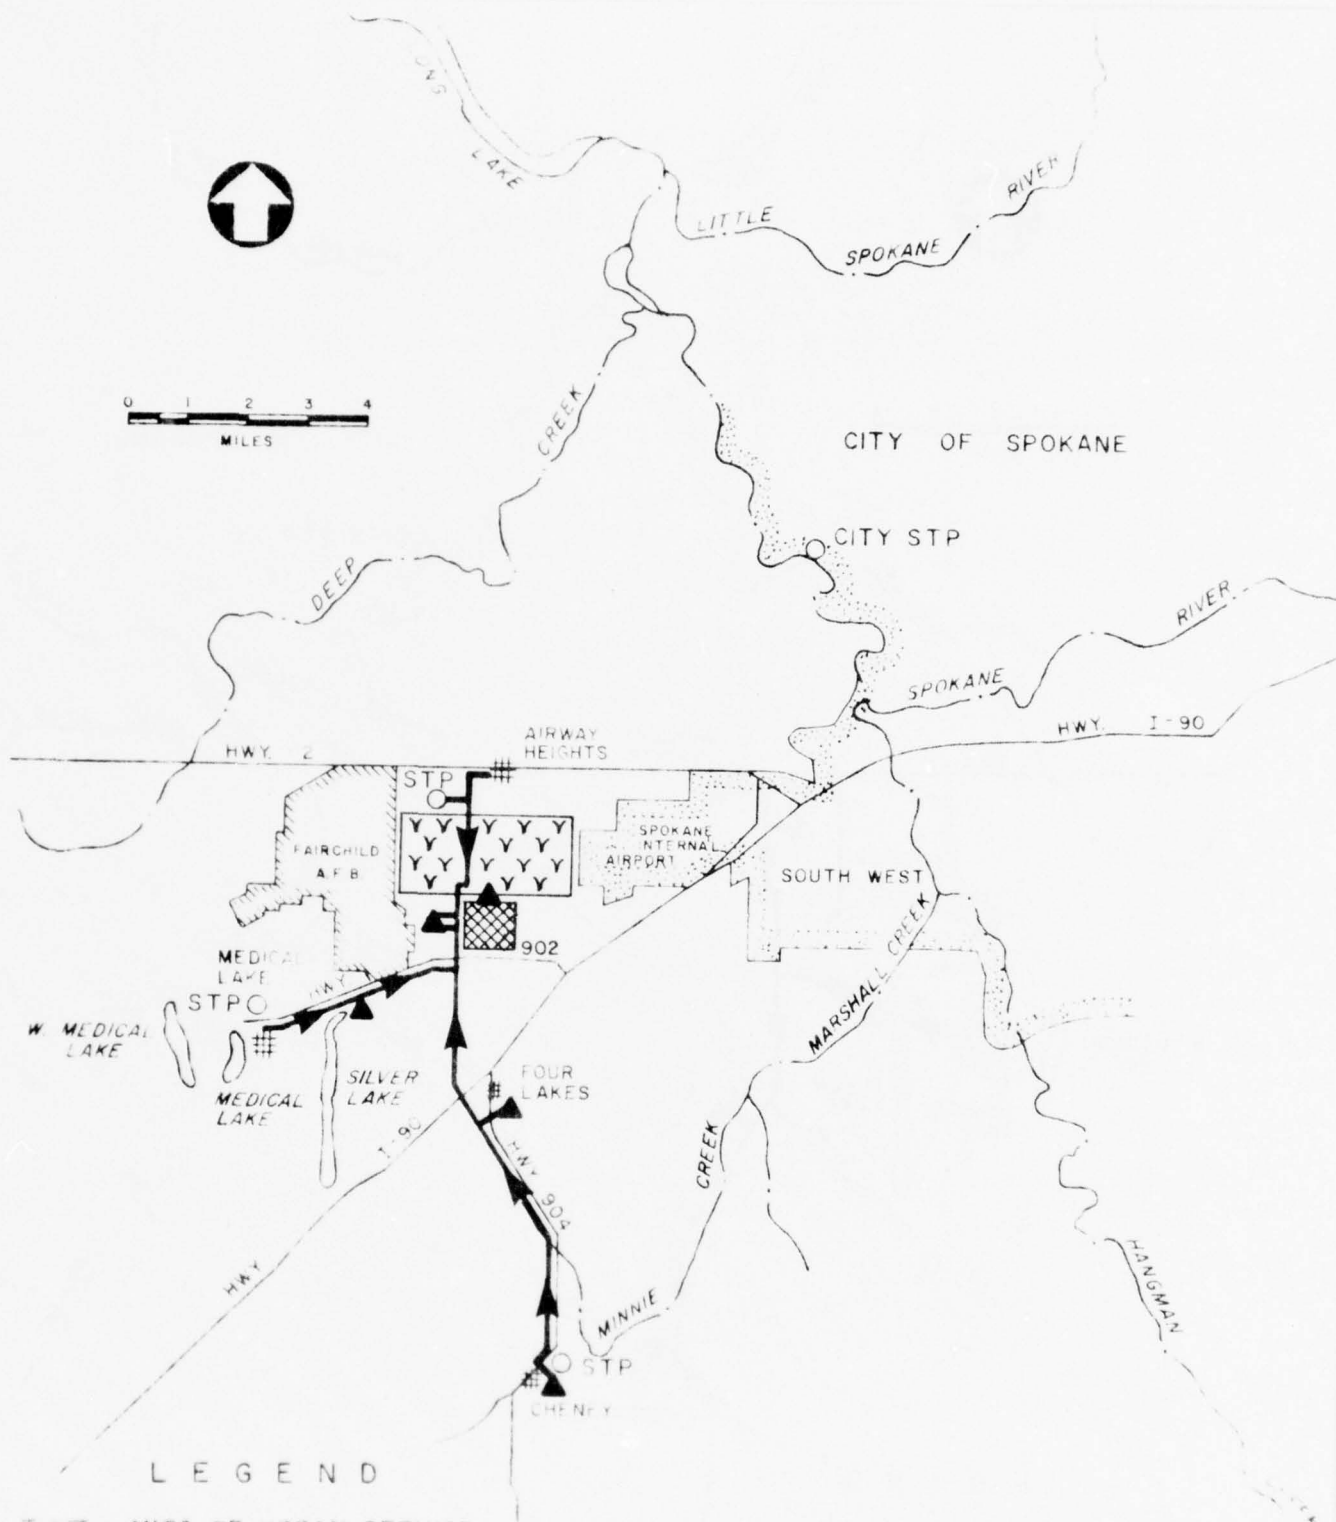 LAKE
LITTLE
SPOKANE
RIVER
0 1 2 3 4
MILES
CREEK
CITY OF SPOKANE
CITY STP
DEEP
RIVER
SPOKANE
HWY. I-90
HWY. 2
AIRWAY
HEIGHTS
STP
FAIRCHILD
A.F.B.
SPOKANE
INTERNAL
AIRPORT
SOUTH WEST
902
MEDICAL
LAKE
HWY
STP
W. MEDICAL
LAKE
MEDICAL
LAKE
SILVER
LAKE
FOUR
LAKES
MARSHALL CREEK
I-90
HWY
HWY 904
CREEK
MINNIE
HANGMAN
STP
CHENEY
LEGEND